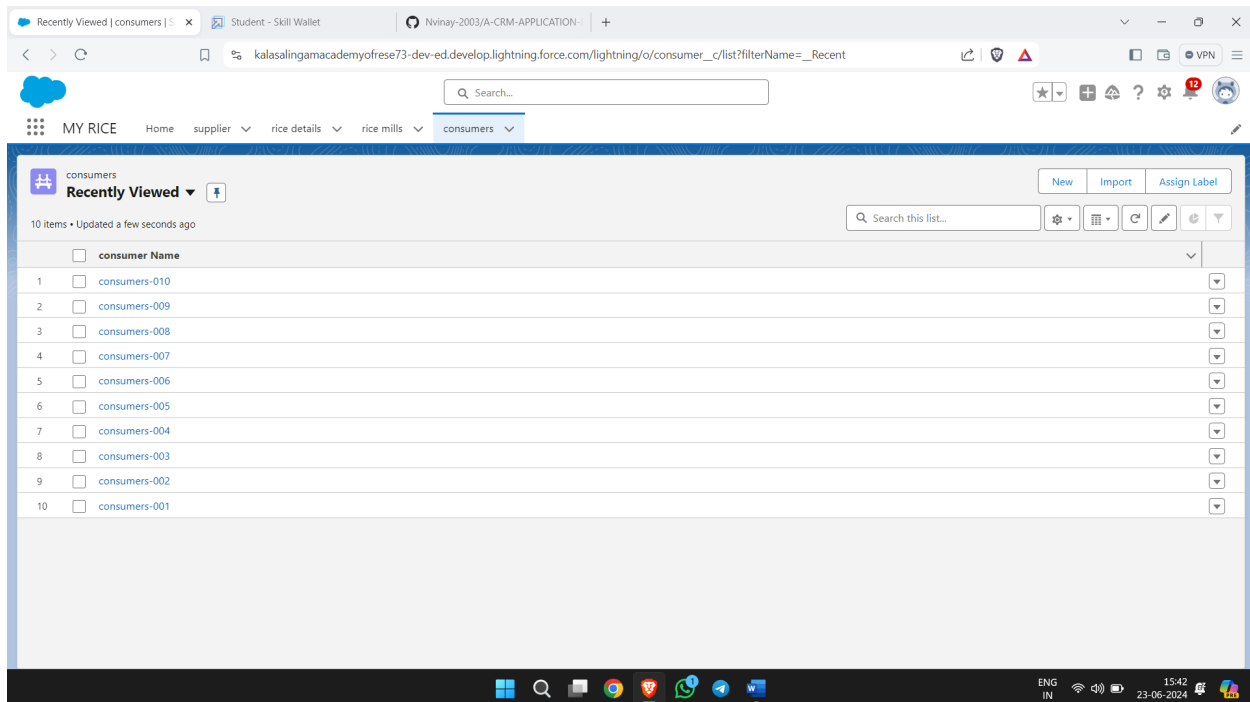 Recently Viewed | consumers | S
Student - Skill Wallet
Nvinay-2003/A-CRM-APPLICATION-
kalasalingamacademyofrese73-dev-ed.develop.lightning.force.com/lightning/o/consumer__c/list?filterName=__Recent
VPN
Search...
12
MY RICE Home supplier rice details rice mills consumers
consumers
Recently Viewed
New Import Assign Label
10 items • Updated a few seconds ago
Search this list...
consumer Name
1 consumers-010
2 consumers-009
3 consumers-008
4 consumers-007
5 consumers-006
6 consumers-005
7 consumers-004
8 consumers-003
9 consumers-002
10 consumers-001
1
W
ENG
IN
15:42
23-06-2024
PRE